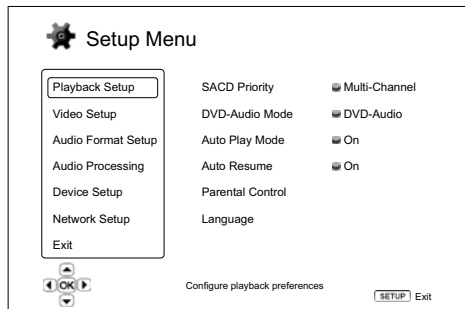 Setup Menu
Playback Setup SACD Priority Multi-Channel
Video Setup DVD-Audio Mode DVD-Audio
Audio Format Setup Auto Play Mode On
Audio Processing Auto Resume On
Device Setup Parental Control
Network Setup Language
Exit
OK Configure playback preferences
SETUP Exit